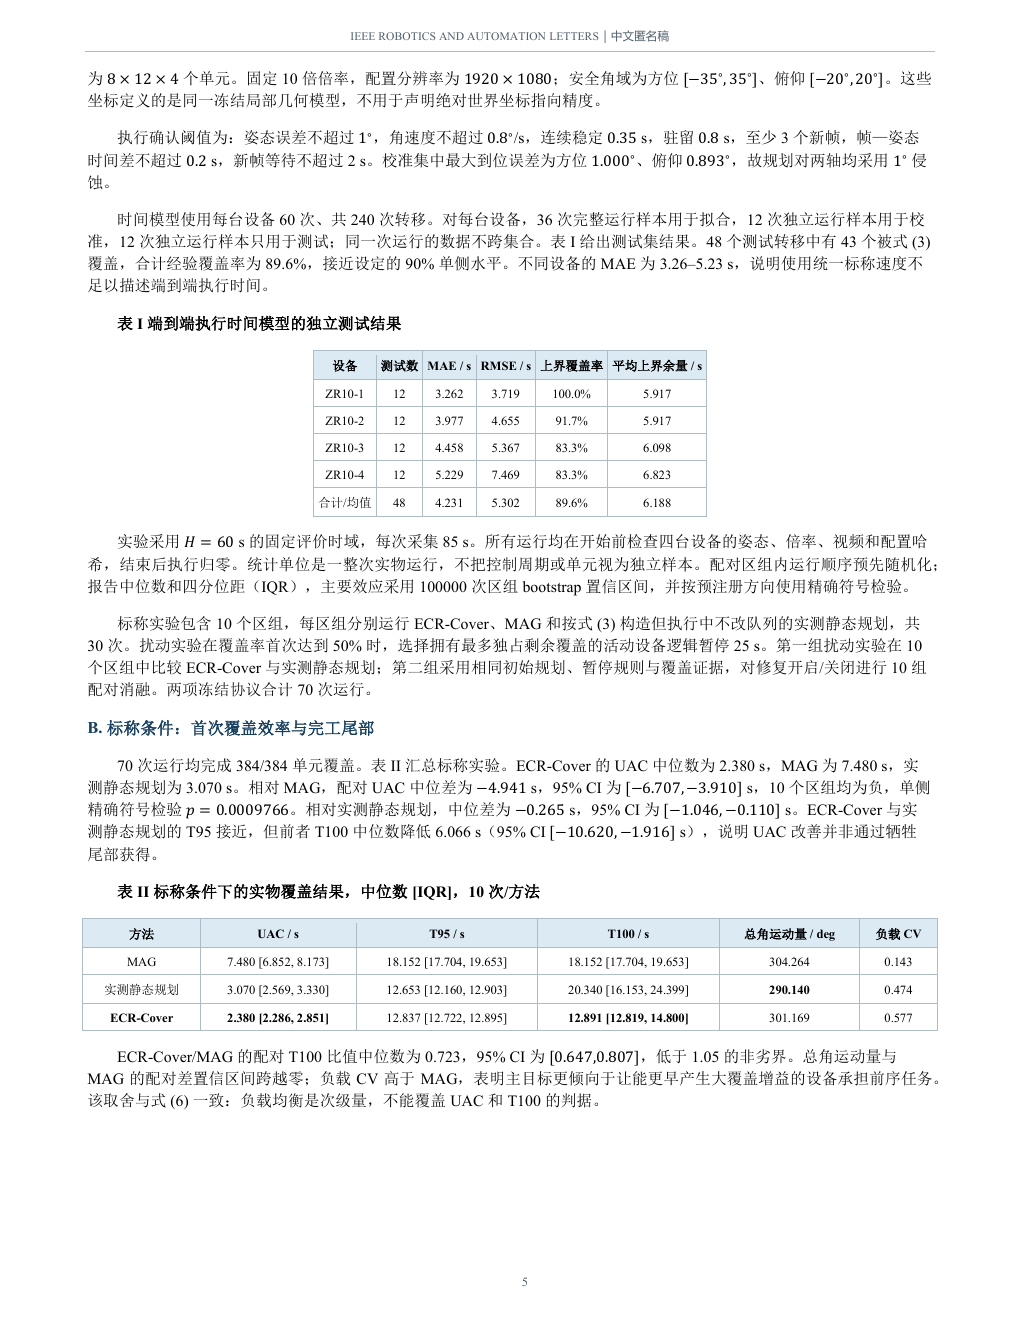 IEEE ROBOTICS AND AUTOMATION LETTERS | 中文匿名稿
为 8 × 12 × 4 个单元。固定 10 倍倍率，配置分辨率为 1920 × 1080；安全角域为方位 [−35°, 35°]、俯仰 [−20°, 20°]。这些
坐标定义的是同一冻结局部几何模型，不用于声明绝对世界坐标指向精度。
执行确认阈值为：姿态误差不超过 1°，角速度不超过 0.8°/s，连续稳定 0.35 s，驻留 0.8 s，至少 3 个新帧，帧—姿态
时间差不超过 0.2 s，新帧等待不超过 2 s。校准集中最大到位误差为方位 1.000°、俯仰 0.893°，故规划对两轴均采用 1° 侵
蚀。
时间模型使用每台设备 60 次、共 240 次转移。对每台设备，36 次完整运行样本用于拟合，12 次独立运行样本用于校
准，12 次独立运行样本只用于测试；同一次运行的数据不跨集合。表 I 给出测试集结果。48 个测试转移中有 43 个被式 (3)
覆盖，合计经验覆盖率为 89.6%，接近设定的 90% 单侧水平。不同设备的 MAE 为 3.26–5.23 s，说明使用统一标称速度不
足以描述端到端执行时间。
表 I 端到端执行时间模型的独立测试结果
设备 测试数 MAE / s RMSE / s 上界覆盖率 平均上界余量 / s
ZR10-1 12 3.262 3.719 100.0% 5.917
ZR10-2 12 3.977 4.655 91.7% 5.917
ZR10-3 12 4.458 5.367 83.3% 6.098
ZR10-4 12 5.229 7.469 83.3% 6.823
合计/均值 48 4.231 5.302 89.6% 6.188
实验采用 H = 60 s 的固定评价时域，每次采集 85 s。所有运行均在开始前检查四台设备的姿态、倍率、视频和配置哈
希，结束后执行归零。统计单位是一整次实物运行，不把控制周期或单元视为独立样本。配对区组内运行顺序预先随机化；
报告中位数和四分位距（IQR），主要效应采用 100000 次区组 bootstrap 置信区间，并按预注册方向使用精确符号检验。
标称实验包含 10 个区组，每区组分别运行 ECR-Cover、MAG 和按式 (3) 构造但执行中不改队列的实测静态规划，共
30 次。扰动实验在覆盖率首次达到 50% 时，选择拥有最多独占剩余覆盖的活动设备逻辑暂停 25 s。第一组扰动实验在 10
个区组中比较 ECR-Cover 与实测静态规划；第二组采用相同初始规划、暂停规则与覆盖证据，对修复开启/关闭进行 10 组
配对消融。两项冻结协议合计 70 次运行。
B. 标称条件：首次覆盖效率与完工尾部
70 次运行均完成 384/384 单元覆盖。表 II 汇总标称实验。ECR-Cover 的 UAC 中位数为 2.380 s，MAG 为 7.480 s，实
测静态规划为 3.070 s。相对 MAG，配对 UAC 中位差为 −4.941 s，95% CI 为 [−6.707, −3.910] s，10 个区组均为负，单侧
精确符号检验 p = 0.0009766。相对实测静态规划，中位差为 −0.265 s，95% CI 为 [−1.046, −0.110] s。ECR-Cover 与实
测静态规划的 T95 接近，但前者 T100 中位数降低 6.066 s（95% CI [−10.620, −1.916] s），说明 UAC 改善并非通过牺牲
尾部获得。
表 II 标称条件下的实物覆盖结果，中位数 [IQR]，10 次/方法
方法 UAC / s T95 / s T100 / s 总角运动量 / deg 负载 CV
MAG 7.480 [6.852, 8.173] 18.152 [17.704, 19.653] 18.152 [17.704, 19.653] 304.264 0.143
实测静态规划 3.070 [2.569, 3.330] 12.653 [12.160, 12.903] 20.340 [16.153, 24.399] 290.140 0.474
ECR-Cover 2.380 [2.286, 2.851] 12.837 [12.722, 12.895] 12.891 [12.819, 14.800] 301.169 0.577
ECR-Cover/MAG 的配对 T100 比值中位数为 0.723，95% CI 为 [0.647,0.807]，低于 1.05 的非劣界。总角运动量与
MAG 的配对差置信区间跨越零；负载 CV 高于 MAG，表明主目标更倾向于让能更早产生大覆盖增益的设备承担前序任务。
该取舍与式 (6) 一致：负载均衡是次级量，不能覆盖 UAC 和 T100 的判据。
5